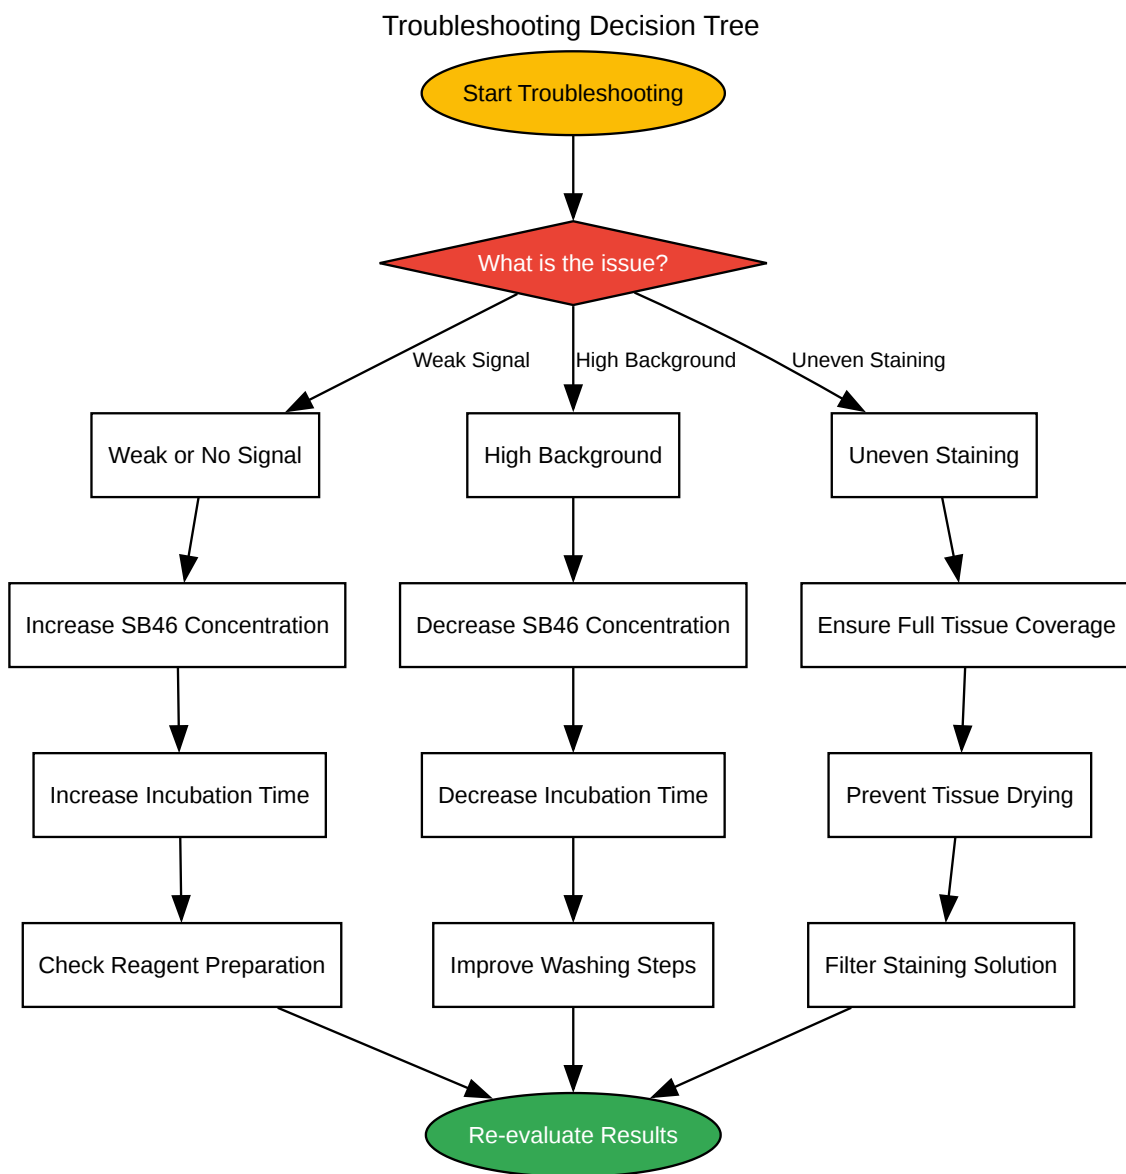 Troubleshooting Decision Tree
Start Troubleshooting
What is the issue?
Weak Signal
High Background
Uneven Staining
Weak or No Signal
High Background
Uneven Staining
Increase SB46 Concentration
Decrease SB46 Concentration
Ensure Full Tissue Coverage
Increase Incubation Time
Decrease Incubation Time
Prevent Tissue Drying
Check Reagent Preparation
Improve Washing Steps
Filter Staining Solution
Re-evaluate Results